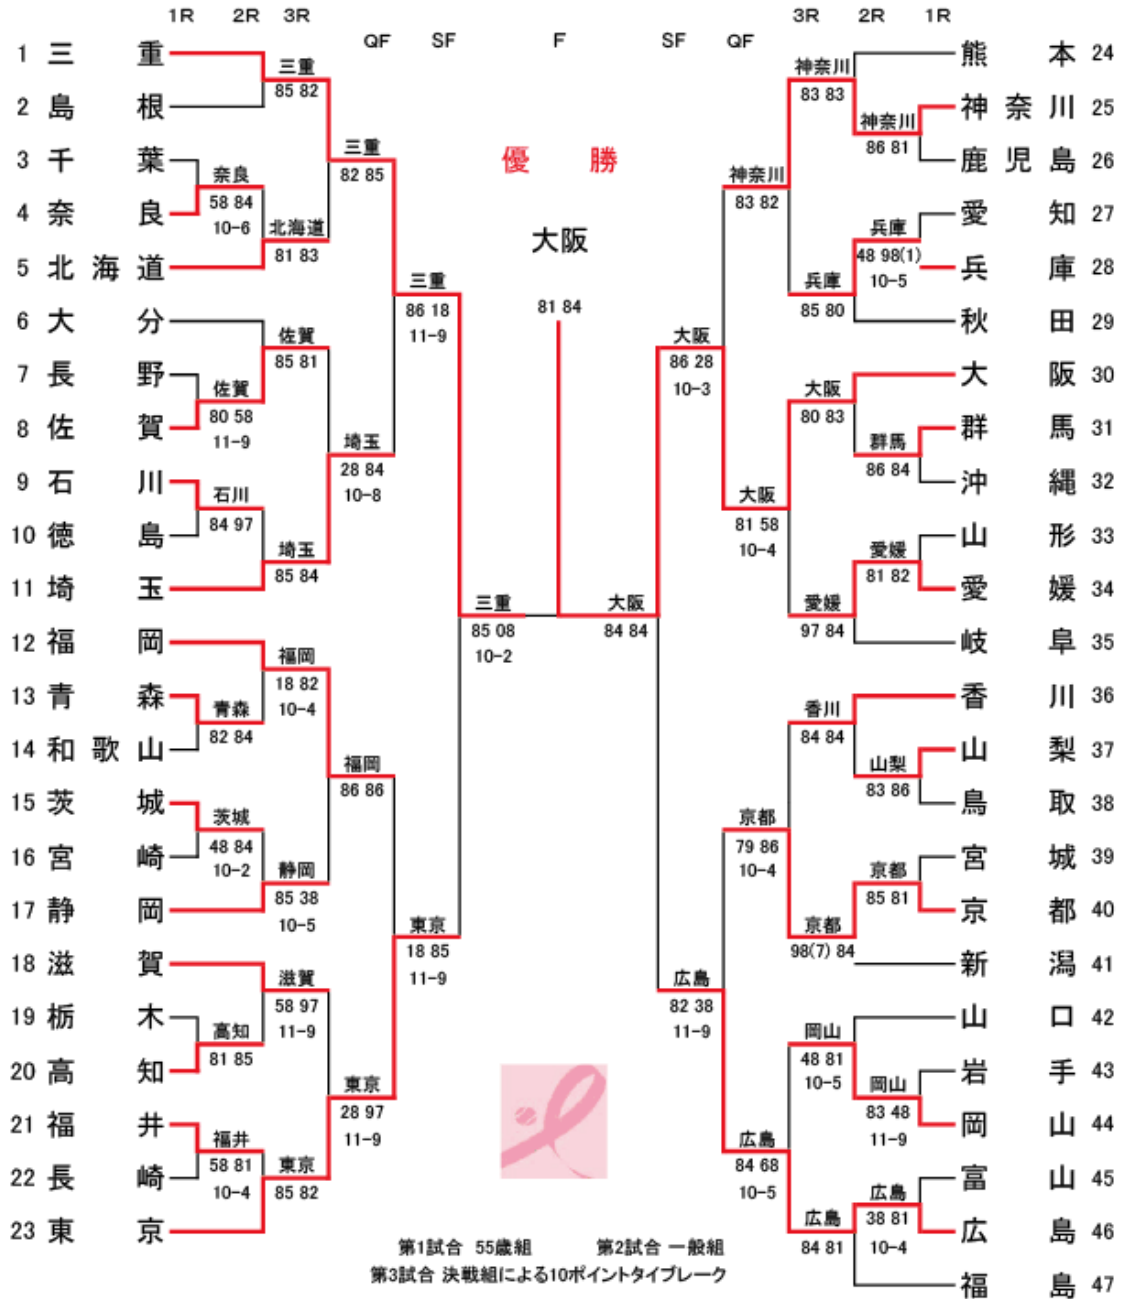 1R 2R 3R QF SF F SF QF 3R 2R 1R
1 三重
2 島根
3 千葉
4 奈良
5 北海道
6 大分
7 長野
8 佐賀
9 石川
10 徳島
11 埼玉
12 福岡
13 青森
14 和歌山
15 茨城
16 宮崎
17 静岡
18 滋賀
19 栃木
20 高知
21 福井
22 長崎
23 東京
奈良
58 84
10-6
佐賀
80 58
11-9
石川
84 97
青森
82 84
茨城
48 84
10-2
高知
81 85
福井
58 81
10-4
三重
85 82
北海道
81 83
佐賀
85 81
埼玉
85 84
福岡
18 82
10-4
静岡
85 38
10-5
滋賀
58 97
11-9
東京
85 82
三重
82 85
埼玉
28 84
10-8
福岡
86 86
東京
28 97
11-9
三重
86 18
11-9
東京
18 85
11-9
三重
85 08
10-2
優勝
大阪
81 84
大阪
84 84
大阪
86 28
10-3
広島
82 38
11-9
神奈川
83 82
大阪
81 58
10-4
京都
79 86
10-4
広島
84 68
10-5
神奈川
83 83
兵庫
85 80
大阪
80 83
愛媛
97 84
香川
84 84
京都
98(7) 84
岡山
48 81
10-5
広島
84 81
神奈川
86 81
兵庫
48 98(1)
10-5
群馬
86 84
愛媛
81 82
山梨
83 86
京都
85 81
岡山
83 48
11-9
広島
38 81
10-4
熊本 24
神奈川 25
鹿児島 26
愛知 27
兵庫 28
秋田 29
大阪 30
群馬 31
沖縄 32
山形 33
愛媛 34
岐阜 35
香川 36
山梨 37
鳥取 38
宮城 39
京都 40
新潟 41
山口 42
岩手 43
岡山 44
富山 45
広島 46
福島 47
第1試合 55歳組 第2試合 一般組
第3試合 決戦組による10ポイントタイブレーク